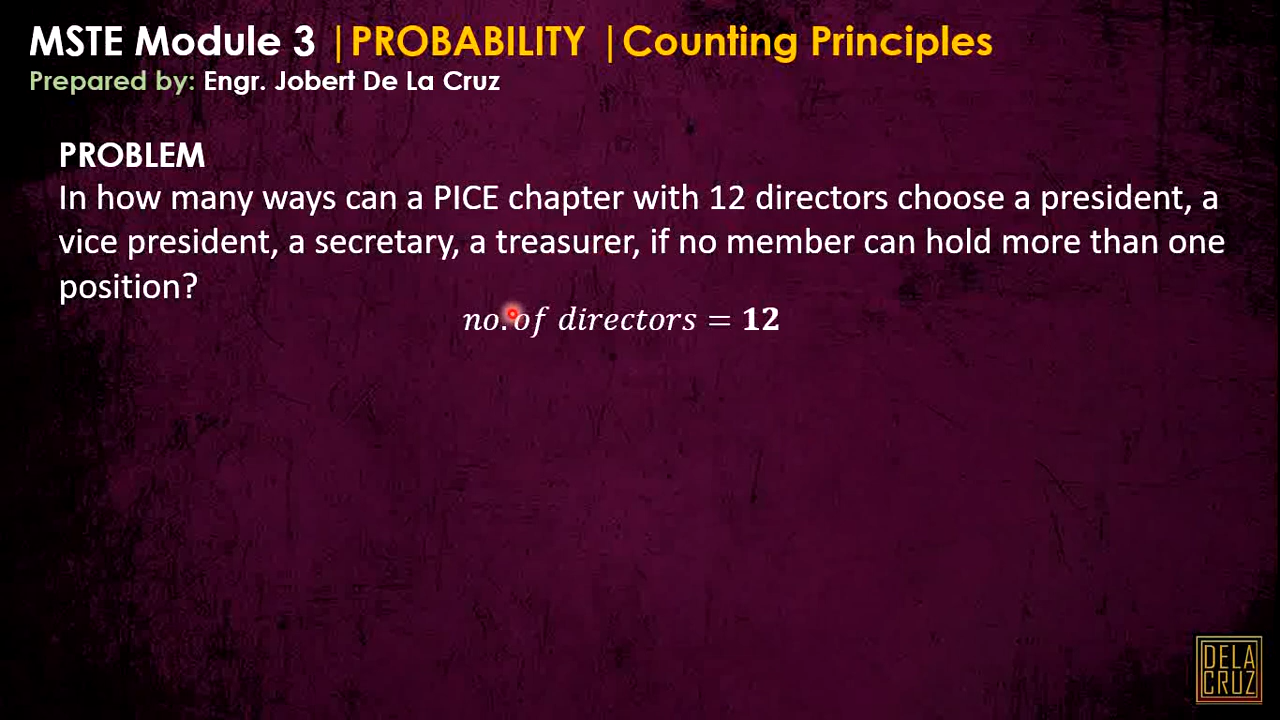 MSTE Module 3 |PROBABILITY |Counting Principles
Prepared by: Engr. Jobert De La Cruz
PROBLEM
In how many ways can a PICE chapter with 12 directors choose a president, a
vice president, a secretary, a treasurer, if no member can hold more than one
position?
no. of directors = 12
DELA
CRUZ